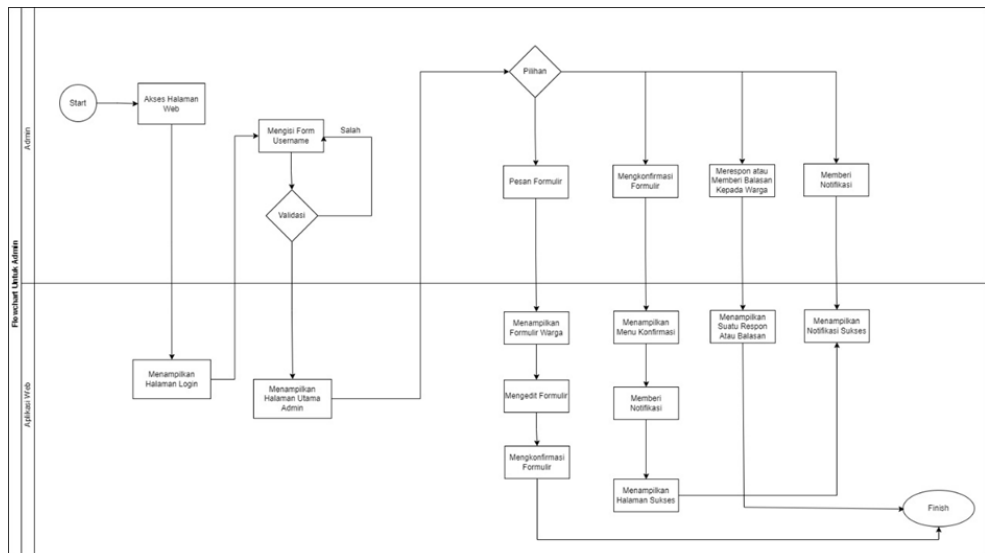 Flowchart Untuk Admin
Admin
Start
Akses Halaman
Web
Mengisi Form
Username
Salah
Validasi
Pilihan
Pesan Formulir
Mengkonfirmasi
Formulir
Merespon atau
Memberi Balasan
Kepada Warga
Memberi
Notifikasi
Aplikasi Web
Menampilkan
Halaman Login
Menampilkan
Halaman Utama
Admin
Menampilkan
Formulir Warga
Mengedit Formulir
Mengkonfirmasi
Formulir
Menampilkan
Menu Konfirmasi
Memberi
Notifikasi
Menampilkan
Halaman Sukses
Menampilkan
Suatu Respon
Atau Balasan
Menampilkan
Notifikasi Sukses
Finish